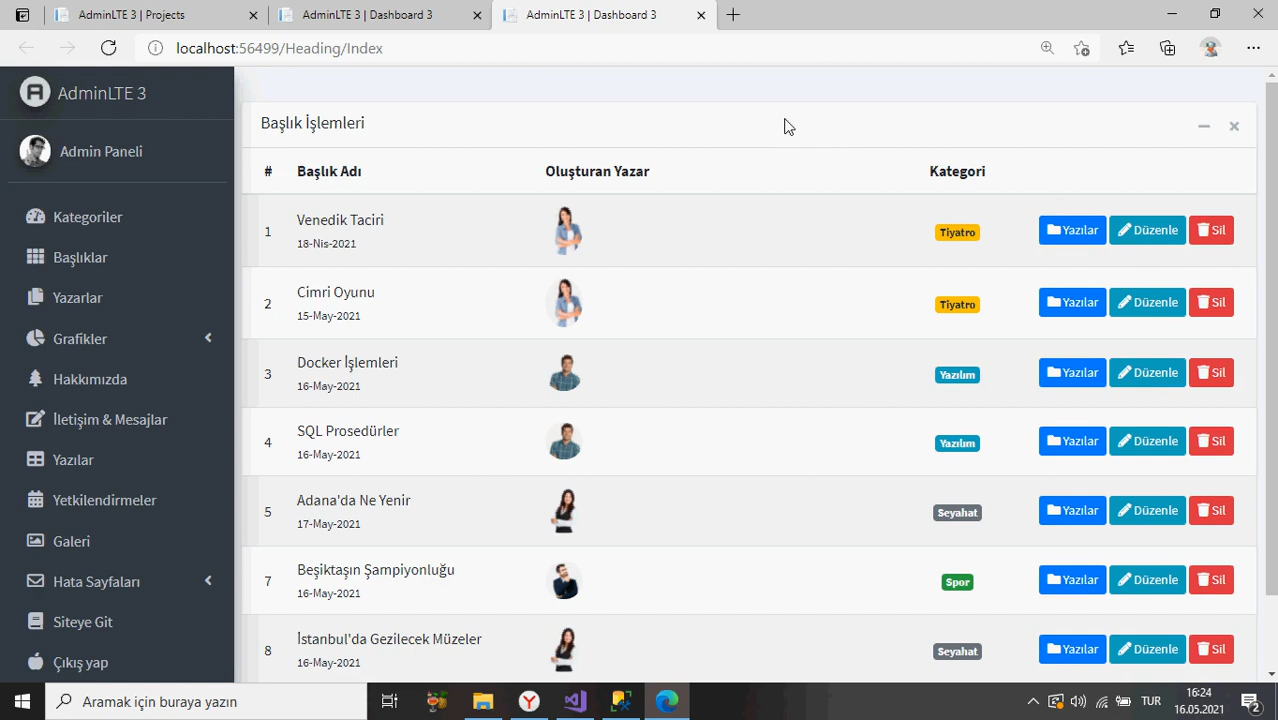 AdminLTE 3 | Projects
AdminLTE 3 | Dashboard 3
AdminLTE 3 | Dashboard 3
localhost:56499/Heading/Index
AdminLTE 3
Admin Paneli
Kategoriler
Başlıklar
Yazarlar
Grafikler
Hakkımızda
İletişim & Mesajlar
Yazılar
Yetkilendirmeler
Galeri
Hata Sayfaları
Siteye Git
Çıkış yap
Başlık İşlemleri
# Başlık Adı Oluşturan Yazar Kategori
1 Venedik Taciri Tiyatro Yazılar Düzenle Sil
18-Nis-2021
2 Cimri Oyunu Tiyatro Yazılar Düzenle Sil
15-May-2021
3 Docker İşlemleri Yazılım Yazılar Düzenle Sil
16-May-2021
4 SQL Prosedürler Yazılım Yazılar Düzenle Sil
16-May-2021
5 Adana'da Ne Yenir Seyahat Yazılar Düzenle Sil
17-May-2021
7 Beşiktaşın Şampiyonluğu Spor Yazılar Düzenle Sil
16-May-2021
8 İstanbul'da Gezilecek Müzeler Seyahat Yazılar Düzenle Sil
16-May-2021
Aramak için buraya yazın
TUR
16:24
16.05.2021
2